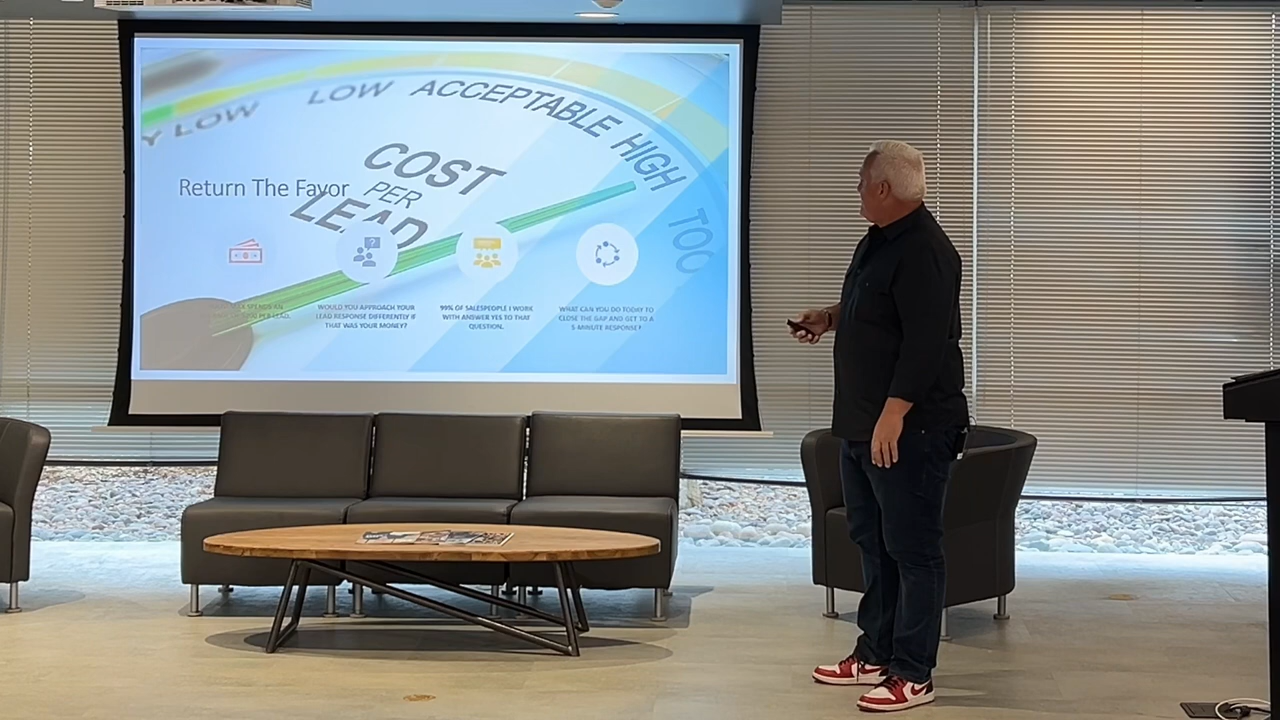 LOW
LOW
ACCEPTABLE
HIGH
TOO
COST
PER
LEAD
Return The Favor
PER LEAD.
WOULD YOU APPROACH YOUR
LEAD RESPONSE DIFFERENTLY IF
THAT WAS YOUR MONEY?
99% OF SALESPEOPLE I WORK
WITH ANSWER YES TO THAT
QUESTION.
WHAT CAN YOU DO TODAY TO
CLOSE THE GAP AND GET TO A
5-MINUTE RESPONSE?